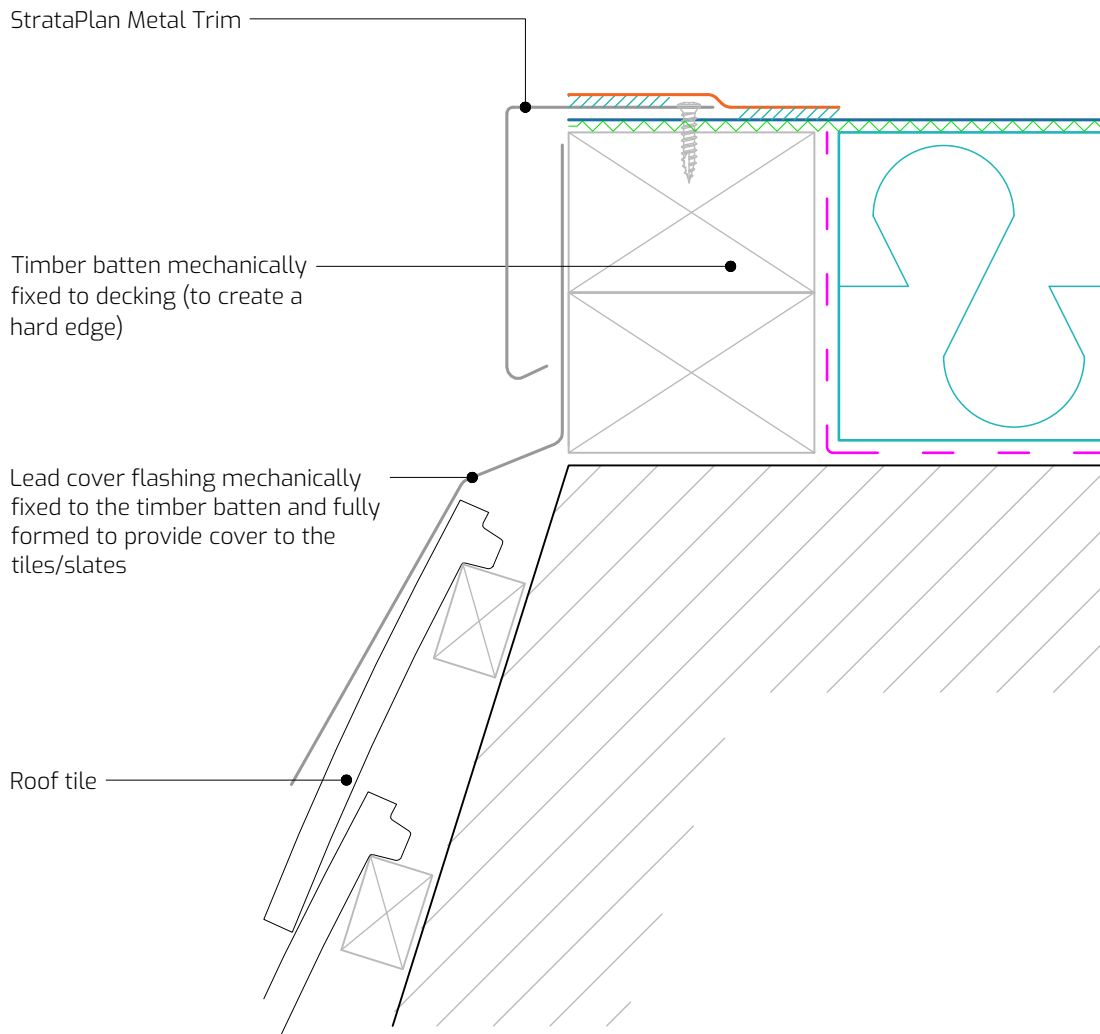 StrataPlan Metal Trim
Timber batten mechanically
fixed to decking (to create a
hard edge)
Lead cover flashing mechanically
fixed to the timber batten and fully
formed to provide cover to the
tiles/slates
Roof tile